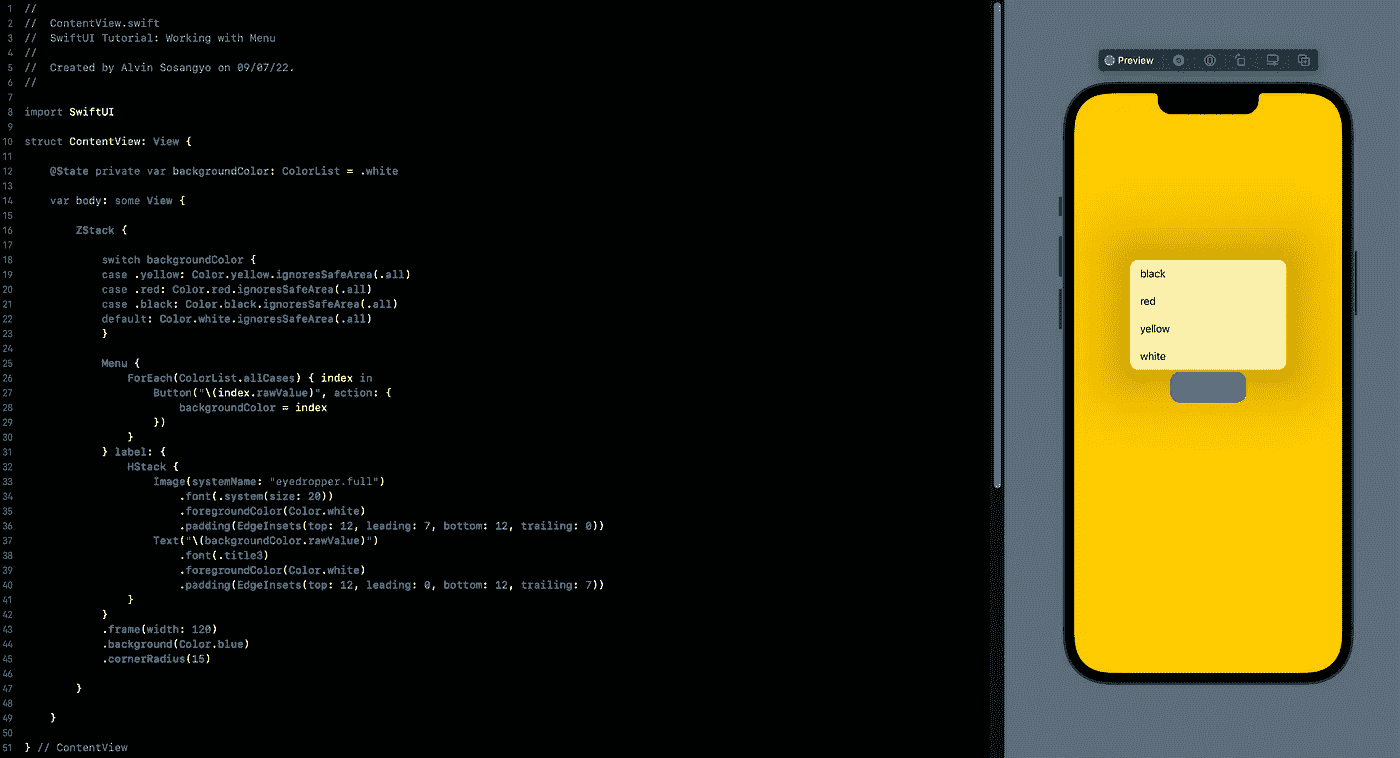 1 //
2 //  ContentView.swift
3 //  SwiftUI Tutorial: Working with Menu
4 //
5 //  Created by Alvin Sosangyo on 09/07/22.
6 //
7
8 import SwiftUI
9
10 struct ContentView: View {
11
12     @State private var backgroundColor: ColorList = .white
13
14     var body: some View {
15
16         ZStack {
17
18             switch backgroundColor {
19             case .yellow: Color.yellow.ignoresSafeArea(.all)
20             case .red: Color.red.ignoresSafeArea(.all)
21             case .black: Color.black.ignoresSafeArea(.all)
22             default: Color.white.ignoresSafeArea(.all)
23             }
24
25             Menu {
26                 ForEach(ColorList.allCases) { index in
27                     Button("\(index.rawValue)", action: {
28                         backgroundColor = index
29                     })
30                 }
31             } label: {
32                 HStack {
33                     Image(systemName: "eyedropper.full")
34                         .font(.system(size: 20))
35                         .foregroundColor(Color.white)
36                         .padding(EdgeInsets(top: 12, leading: 7, bottom: 12, trailing: 0))
37                     Text("\(backgroundColor.rawValue)")
38                         .font(.title3)
39                         .foregroundColor(Color.white)
40                         .padding(EdgeInsets(top: 12, leading: 0, bottom: 12, trailing: 7))
41                 }
42             }
43             .frame(width: 120)
44             .background(Color.blue)
45             .cornerRadius(15)
46
47         }
48
49     }
50
51 } // ContentView
Preview
black
red
yellow
white